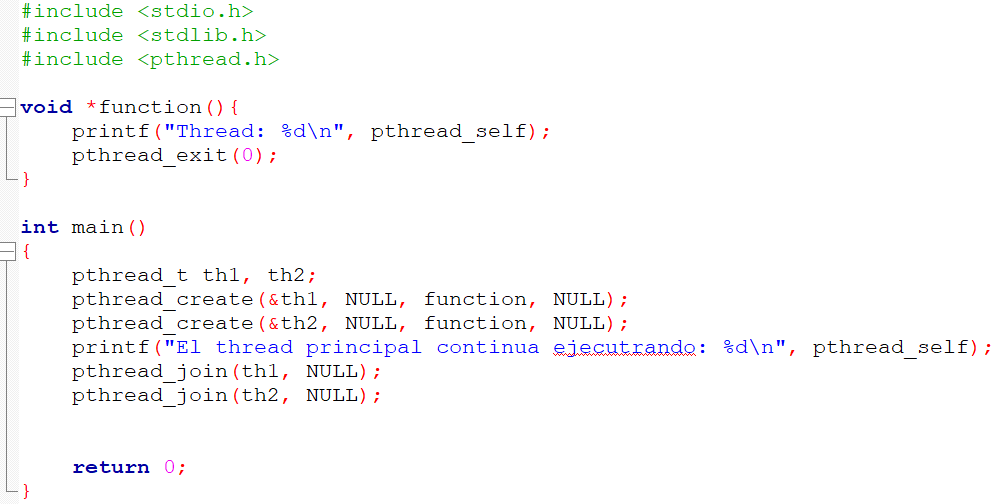 #include <stdio.h>
#include <stdlib.h>
#include <pthread.h>
void *function(){
printf("Thread: %d\n", pthread_self);
pthread_exit(0);
}
int main()
{
pthread_t th1, th2;
pthread_create(&th1, NULL, function, NULL);
pthread_create(&th2, NULL, function, NULL);
printf("El thread principal continua ejecutrando: %d\n", pthread_self);
pthread_join(th1, NULL);
pthread_join(th2, NULL);
return 0;
}